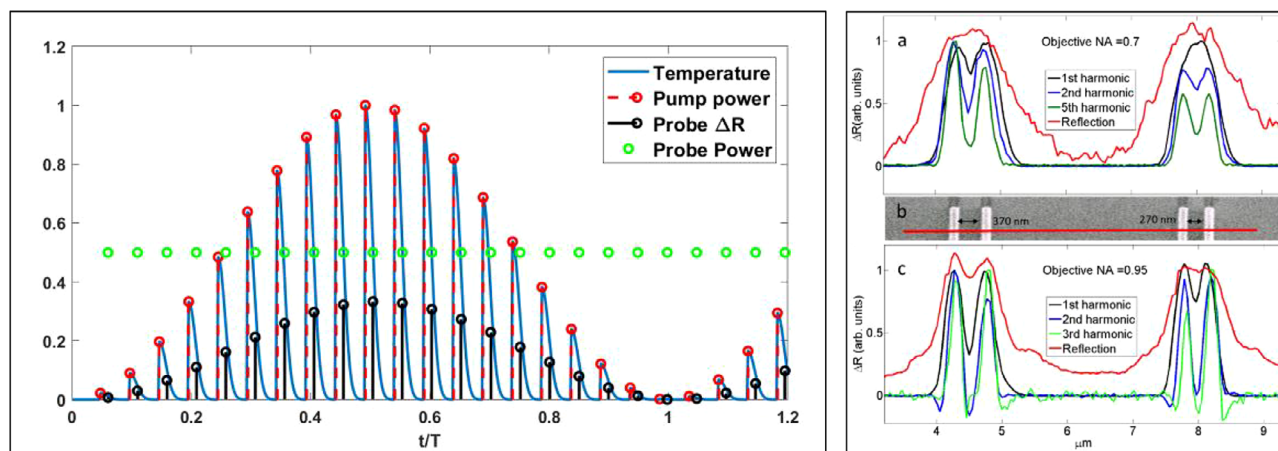 1.2
1
0.8
0.6
0.4
0.2
0
0 0.2 0.4 0.6 0.8 1.0 1.2
t/T
Temperature
Pump power
Probe ΔR
Probe Power
a
Objective NA =0.7
1st harmonic
2nd harmonic
5th harmonic
Reflection
ΔR(arb. units)
1
0.5
0
b
370 nm
270 nm
c
Objective NA =0.95
1st harmonic
2nd harmonic
3rd harmonic
Reflection
ΔR (arb. units)
1
0.5
0
4 5 6 7 8 9
μm